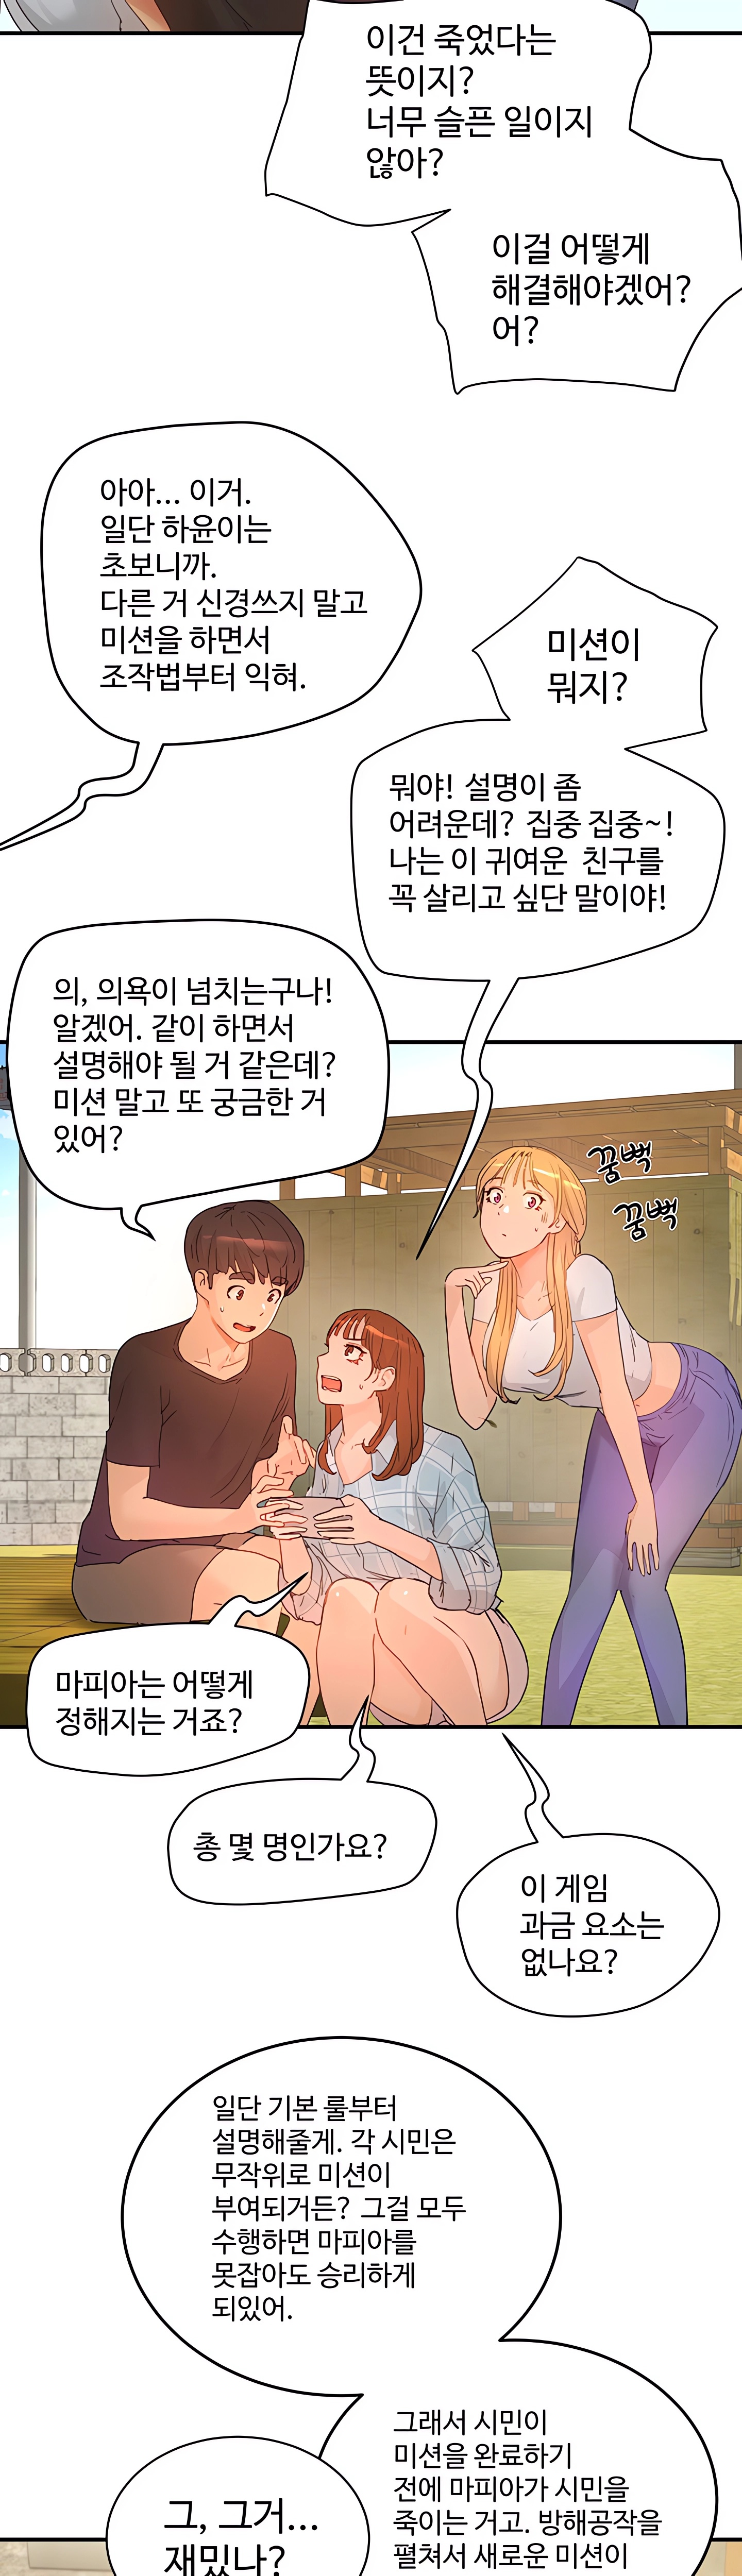 이건 죽었다는
뜻이지?
너무 슬픈 일이지
않아?
이걸 어떻게
해결해야겠어?
어?
아아... 이거.
일단 하윤이는
초보니까.
다른 거 신경쓰지 말고
미션을 하면서
조작법부터 익혀.
미션이
뭐지?
뭐야! 설명이 좀
어려운데? 집중 집중~!
나는 이 귀여운 친구를
꼭 살리고 싶단 말이야!
의, 의욕이 넘치는구나!
알겠어. 같이 하면서
설명해야 될 거 같은데?
미션 말고 또 궁금한 거
있어?
꿈뻑
꿈뻑
마피아는 어떻게
정해지는 거죠?
총 몇 명인가요?
이 게임
과금 요소는
없나요?
일단 기본 룰부터
설명해줄게. 각 시민은
무작위로 미션이
부여되거든? 그걸 모두
수행하면 마피아를
못잡아도 승리하게
되있어.
그래서 시민이
미션을 완료하기
전에 마피아가 시민을
죽이는 거고. 방해공작을
펼쳐서 새로운 미션이
그, 그거...
재밌나?